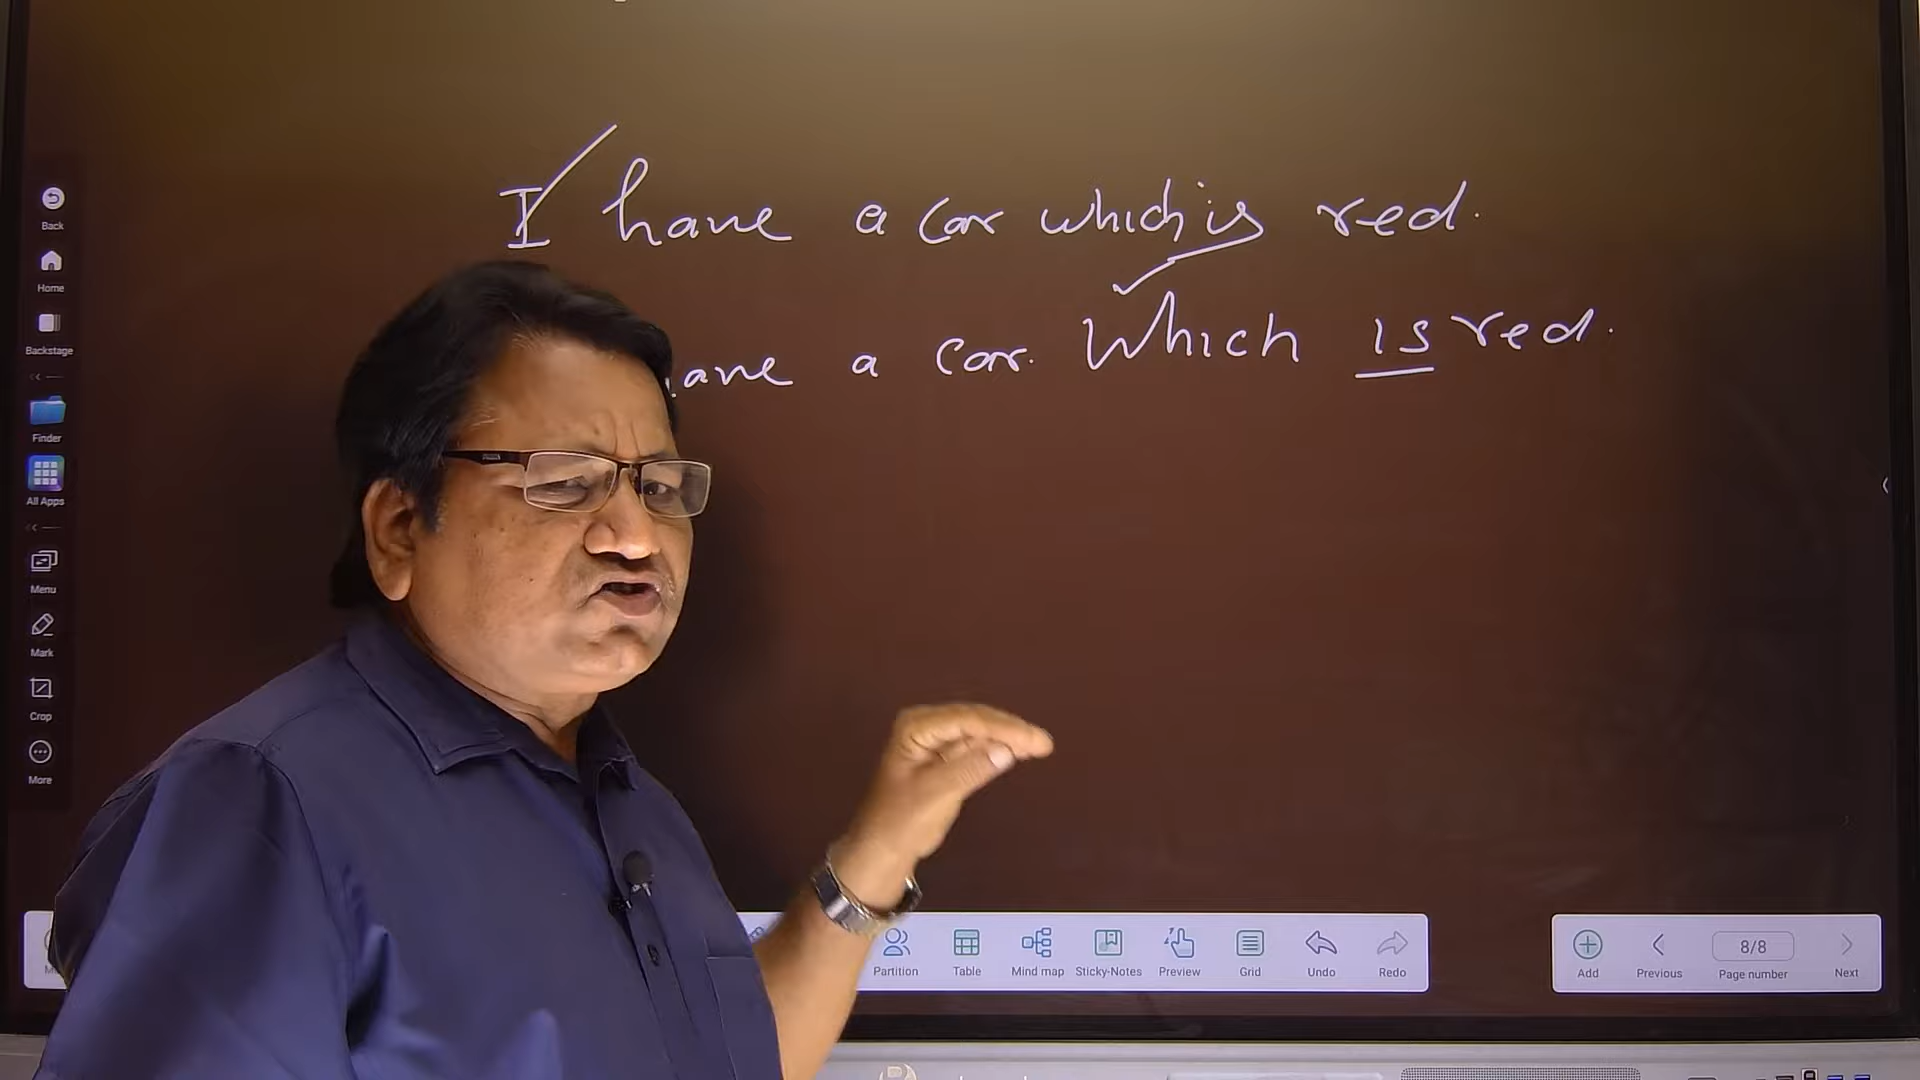 I have a car which is red.
a car. Which is red.
Back
Home
Backstage
Finder
All Apps
Menu
Mark
Crop
More
Partition
Table
Mind map
Sticky-Notes
Preview
Grid
Undo
Redo
Add
Previous
8/8
Page number
Next